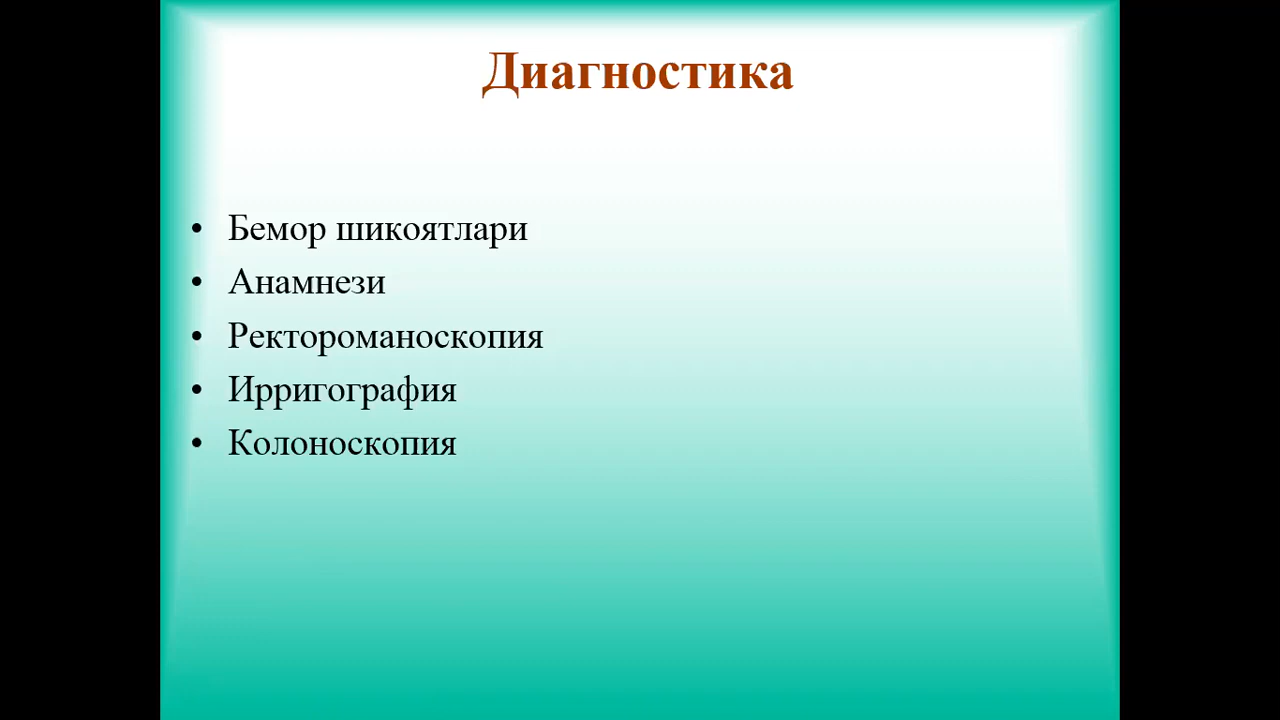 Диагностика
• Бемор шикоятлари
• Анамнези
• Ректороманоскопия
• Ирригография
• Колоноскопия